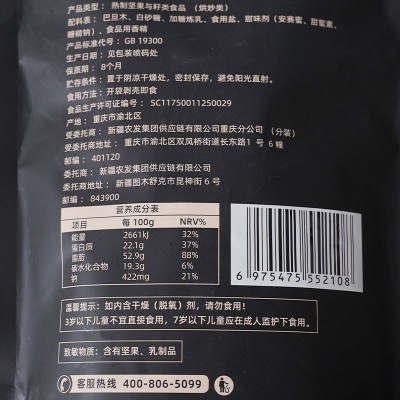 产品类型：熟制坚果与籽类食品（烘炒类）
配料表：巴旦木、白砂糖、加糖炼乳、食用盐、甜味剂（安赛蜜、甜蜜素、
糖精钠）、食品用香精
产品标准代号：GB 19300
生产日期：见包装喷码处
保质期：8个月
贮存条件：置于阴凉干燥处，密封保存，避免阳光直射。
食用方法：开袋剥壳即食
食品生产许可证编号：SC11750011250029
产地：重庆市渝北区
受委托商：新疆农发集团供应链有限公司重庆分公司（分装）
受委托商地址：重庆市渝北区双凤桥街道长东路1号
邮编：401120
委托商：新疆农发集团供应链有限公司
委托商地址：新疆图木舒克市昆神街6号
邮编：843900
营养成分表
项目 每 100g NRV%
能量 2661kJ 32%
蛋白质 22.1g 37%
脂肪 52.9g 88%
碳水化合物 19.3g 6%
钠 422mg 21%
6 975475 552108
温馨提示：如内含干燥（脱氧）剂，请勿食用！
3岁以下儿童不宜直接食用，7岁以下儿童应在成人监护下食用。
致敏物质：含有坚果、乳制品
客服热线 400-806-5099